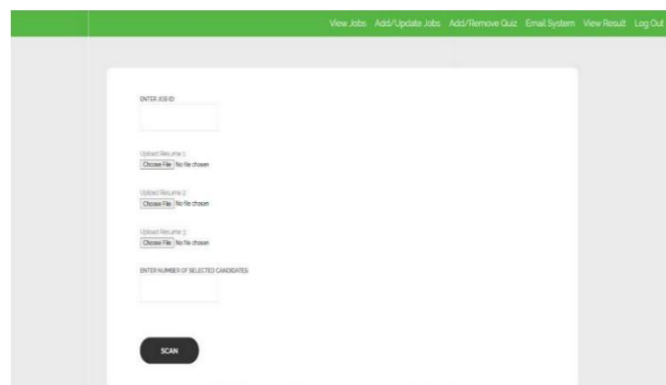 View Jobs Add/Update Jobs Add/Remove Quiz Email System View Result Log Out
ENTER JOB ID:
Upload Resume 1:
Choose File No file chosen
Upload Resume 2:
Choose File No file chosen
Upload Resume 3:
Choose File No file chosen
ENTER NUMBER OF SELECTED CANDIDATES:
SCAN